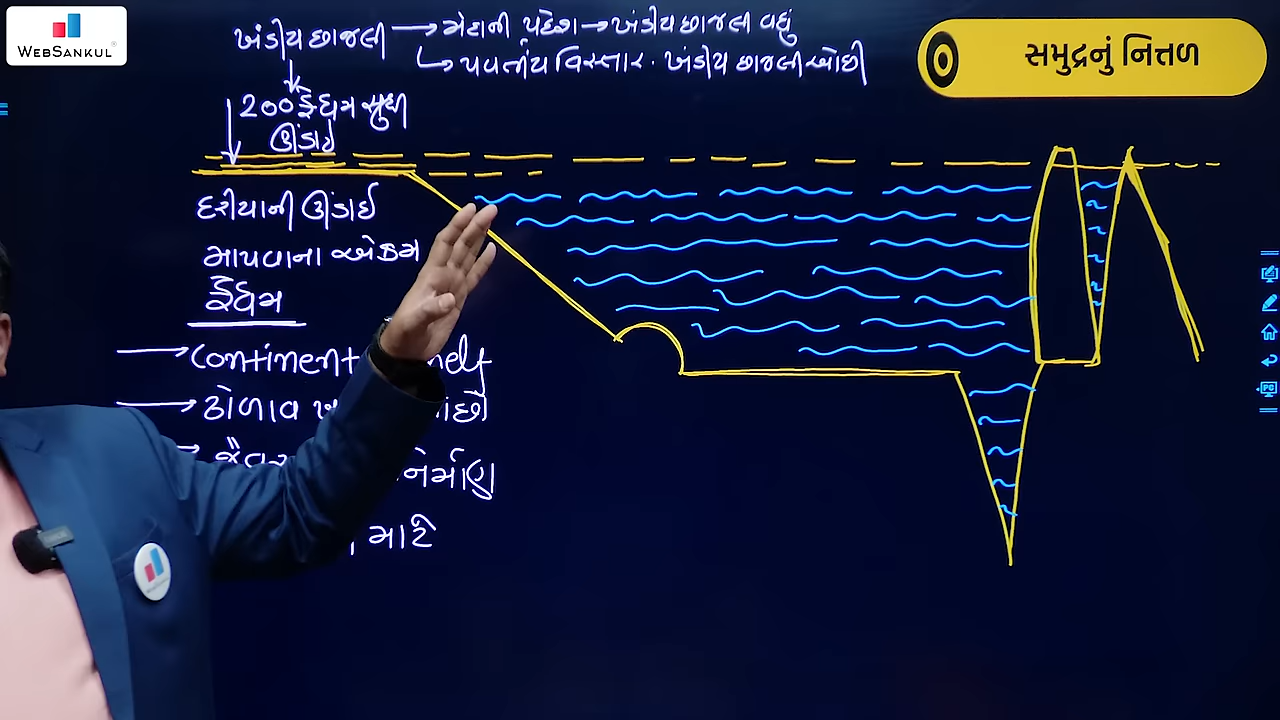 WEBSANKUL
ખંડીય છાજલી → મેદાની પ્રદેશ → ખંડીય છાજલી વધુ
↳ પર્વતીય વિસ્તાર. ખંડીય છાજલી ઓછી
સમુદ્રનું નિત્તળ
200 ફેધમ સુધી
ઊંડાઈ
દરીયાની ઊંડાઈ
માપવાના એકમ
ફેધમ
→ Continent
→ ઢોળાવ
માટે